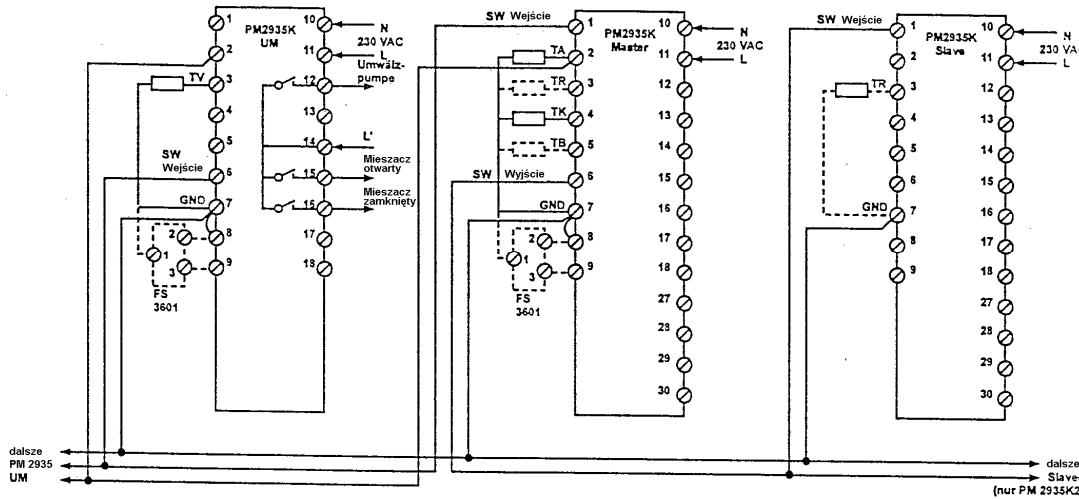 PM2935K
UM
1
2
3
4
5
6
7
8
9
10
11
12
13
14
15
16
17
18
N
230 VAC
L
Umwälz-
pumpe
L'
Mieszacz
otwarty
Mieszacz
zamknięty
TV
SW
Wejście
GND
1
2
3
FS
3601
PM2935K
Master
1
2
3
4
5
6
7
8
9
10
11
12
13
14
15
16
17
18
27
28
29
30
N
230 VAC
L
SW Wejście
TA
TR
TK
TB
SW Wyjście
GND
1
2
3
FS
3601
PM2935K
Slave
1
2
3
4
5
6
7
8
9
10
11
12
13
14
15
16
17
18
27
28
29
30
N
230 VAC
L
SW Wejście
TR
GND
dalsze
PM 2935
UM
dalsze
Slave
(nur PM 2935K2